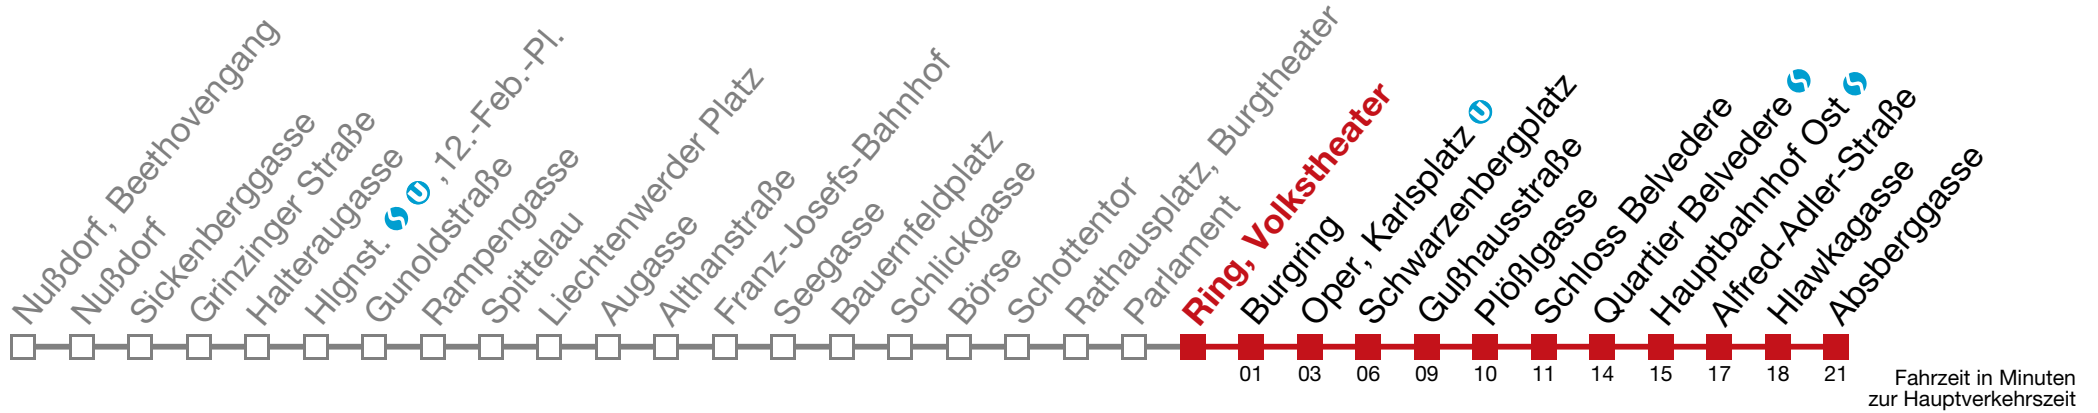 Nußdorf, Beethovengang
Nußdorf
Sickenberggasse
Grinzinger Straße
Halteraugasse
Hlgnst. S U , 12.-Feb.-Pl.
Gunoldstraße
Rampengasse
Spittelau
Liechtenwerder Platz
Augasse
Althanstraße
Franz-Josefs-Bahnhof
Seegasse
Bauernfeldplatz
Schlickgasse
Börse
Schottentor
Rathausplatz, Burgtheater
Parlament
Ring, Volkstheater
Burgring
Oper, Karlsplatz U
Schwarzenbergplatz
Gußhausstraße
Plößlgasse
Schloss Belvedere
Quartier Belvedere S
Hauptbahnhof Ost S
Alfred-Adler-Straße
Hlawkagasse
Absberggasse
01 03 06 09 10 11 14 15 17 18 21
Fahrzeit in Minuten
zur Hauptverkehrszeit